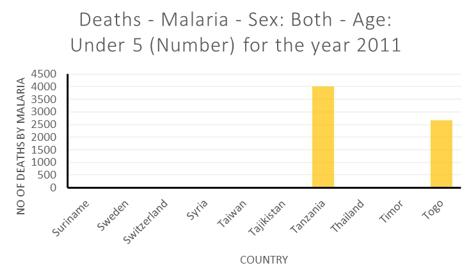 Deaths - Malaria - Sex: Both - Age:
Under 5 (Number) for the year 2011
NO OF DEATHS BY MALARIA
4500
4000
3500
3000
2500
2000
1500
1000
500
0
Suriname
Sweden
Switzerland
Syria
Taiwan
Tajikistan
Tanzania
Thailand
Timor
Togo
COUNTRY